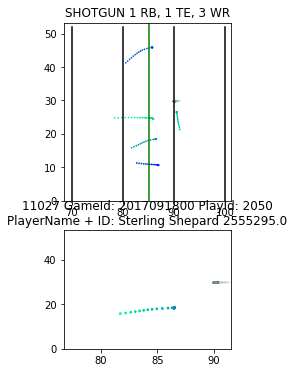 SHOTGUN 1 RB, 1 TE, 3 WR
50
40
30
20
10
0
70 80 90 100
11027 GameId: 2017091800 PlayId: 2050
PlayerName + ID: Sterling Shepard 2555295.0
40
20
0
80 85 90